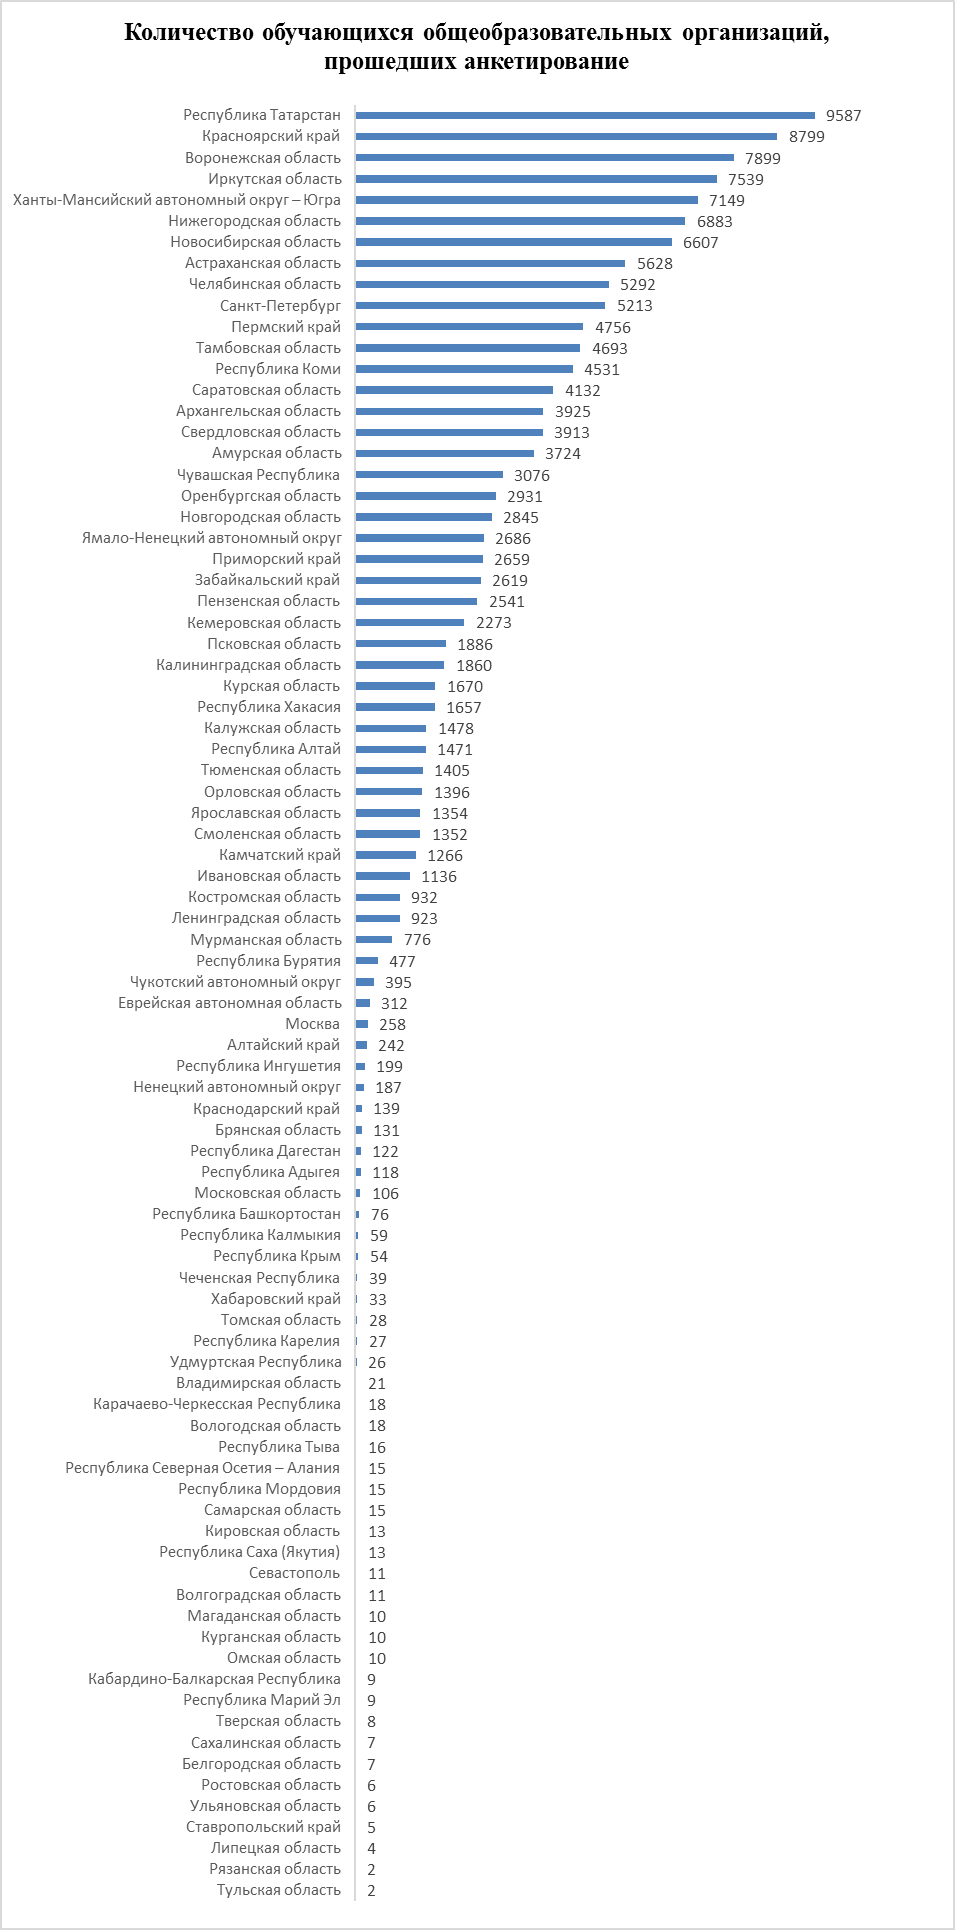 Количество обучающихся общеобразовательных организаций,
прошедших анкетирование
Республика Татарстан 9587
Красноярский край 8799
Воронежская область 7899
Иркутская область 7539
Ханты-Мансийский автономный округ – Югра 7149
Нижегородская область 6883
Новосибирская область 6607
Астраханская область 5628
Челябинская область 5292
Санкт-Петербург 5213
Пермский край 4756
Тамбовская область 4693
Республика Коми 4531
Саратовская область 4132
Архангельская область 3925
Свердловская область 3913
Амурская область 3724
Чувашская Республика 3076
Оренбургская область 2931
Новгородская область 2845
Ямало-Ненецкий автономный округ 2686
Приморский край 2659
Забайкальский край 2619
Пензенская область 2541
Кемеровская область 2273
Псковская область 1886
Калининградская область 1860
Курская область 1670
Республика Хакасия 1657
Калужская область 1478
Республика Алтай 1471
Тюменская область 1405
Орловская область 1396
Ярославская область 1354
Смоленская область 1352
Камчатский край 1266
Ивановская область 1136
Костромская область 932
Ленинградская область 923
Мурманская область 776
Республика Бурятия 477
Чукотский автономный округ 395
Еврейская автономная область 312
Москва 258
Алтайский край 242
Республика Ингушетия 199
Ненецкий автономный округ 187
Краснодарский край 139
Брянская область 131
Республика Дагестан 122
Республика Адыгея 118
Московская область 106
Республика Башкортостан 76
Республика Калмыкия 59
Республика Крым 54
Чеченская Республика 39
Хабаровский край 33
Томская область 28
Республика Карелия 27
Удмуртская Республика 26
Владимирская область 21
Карачаево-Черкесская Республика 18
Вологодская область 18
Республика Тыва 16
Республика Северная Осетия – Алания 15
Республика Мордовия 15
Самарская область 15
Кировская область 13
Республика Саха (Якутия) 13
Севастополь 11
Волгоградская область 11
Магаданская область 10
Курганская область 10
Омская область 10
Кабардино-Балкарская Республика 9
Республика Марий Эл 9
Тверская область 8
Сахалинская область 7
Белгородская область 7
Ростовская область 6
Ульяновская область 6
Ставропольский край 5
Липецкая область 4
Рязанская область 2
Тульская область 2